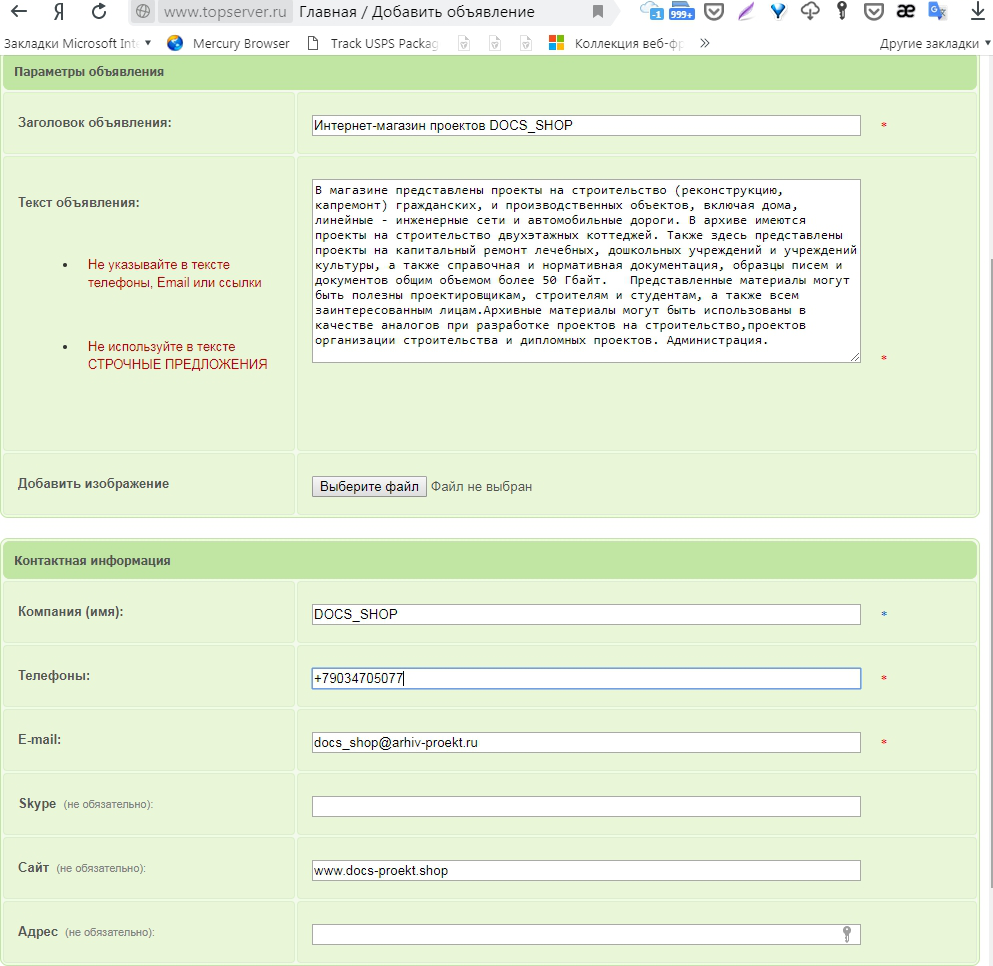 Я www.topserver.ru Главная / Добавить объявление -1 999+ æ G
Закладки Microsoft Int Mercury Browser Track USPS Packag Коллекция веб-ф » Другие закладки
Параметры объявления
Заголовок объявления: Интернет-магазин проектов DOCS_SHOP *
Текст объявления:
В магазине представлены проекты на строительство (реконструкцию,
капремонт) гражданских, и производственных объектов, включая дома,
линейные - инженерные сети и автомобильные дороги. В архиве имеются
проекты на строительство двухэтажных коттеджей. Также здесь представлены
проекты на капитальный ремонт лечебных, дошкольных учреждений и учреждений
культуры, а также справочная и нормативная документация, образцы писем и
документов общим объемом более 50 Гбайт. Представленные материалы могут
быть полезны проектировщикам, строителям и студентам, а также всем
заинтересованным лицам.Архивные материалы могут быть использованы в
качестве аналогов при разработке проектов на строительство,проектов
организации строительства и дипломных проектов. Администрация.
*
• Не указывайте в тексте
телефоны, Email или ссылки
• Не используйте в тексте
СТРОЧНЫЕ ПРЕДЛОЖЕНИЯ
Добавить изображение Выберите файл Файл не выбран
Контактная информация
Компания (имя): DOCS_SHOP *
Телефоны: +79034705077 *
E-mail: docs_shop@arhiv-proekt.ru *
Skype (не обязательно):
Сайт (не обязательно): www.docs-proekt.shop
Адрес (не обязательно):